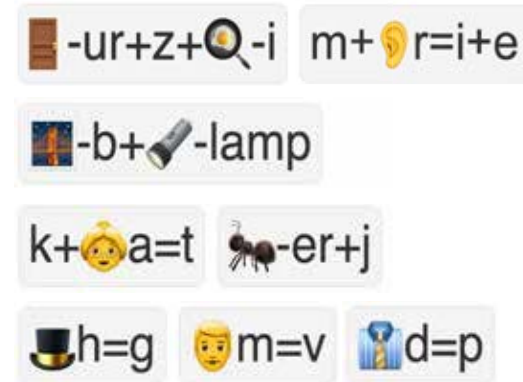 🚪-ur+z+🍳-i m+👂r=i+e
🌉-b+🔦-lamp
k+👵a=t 🐜-er+j
🎩h=g 👨m=v 👔d=p